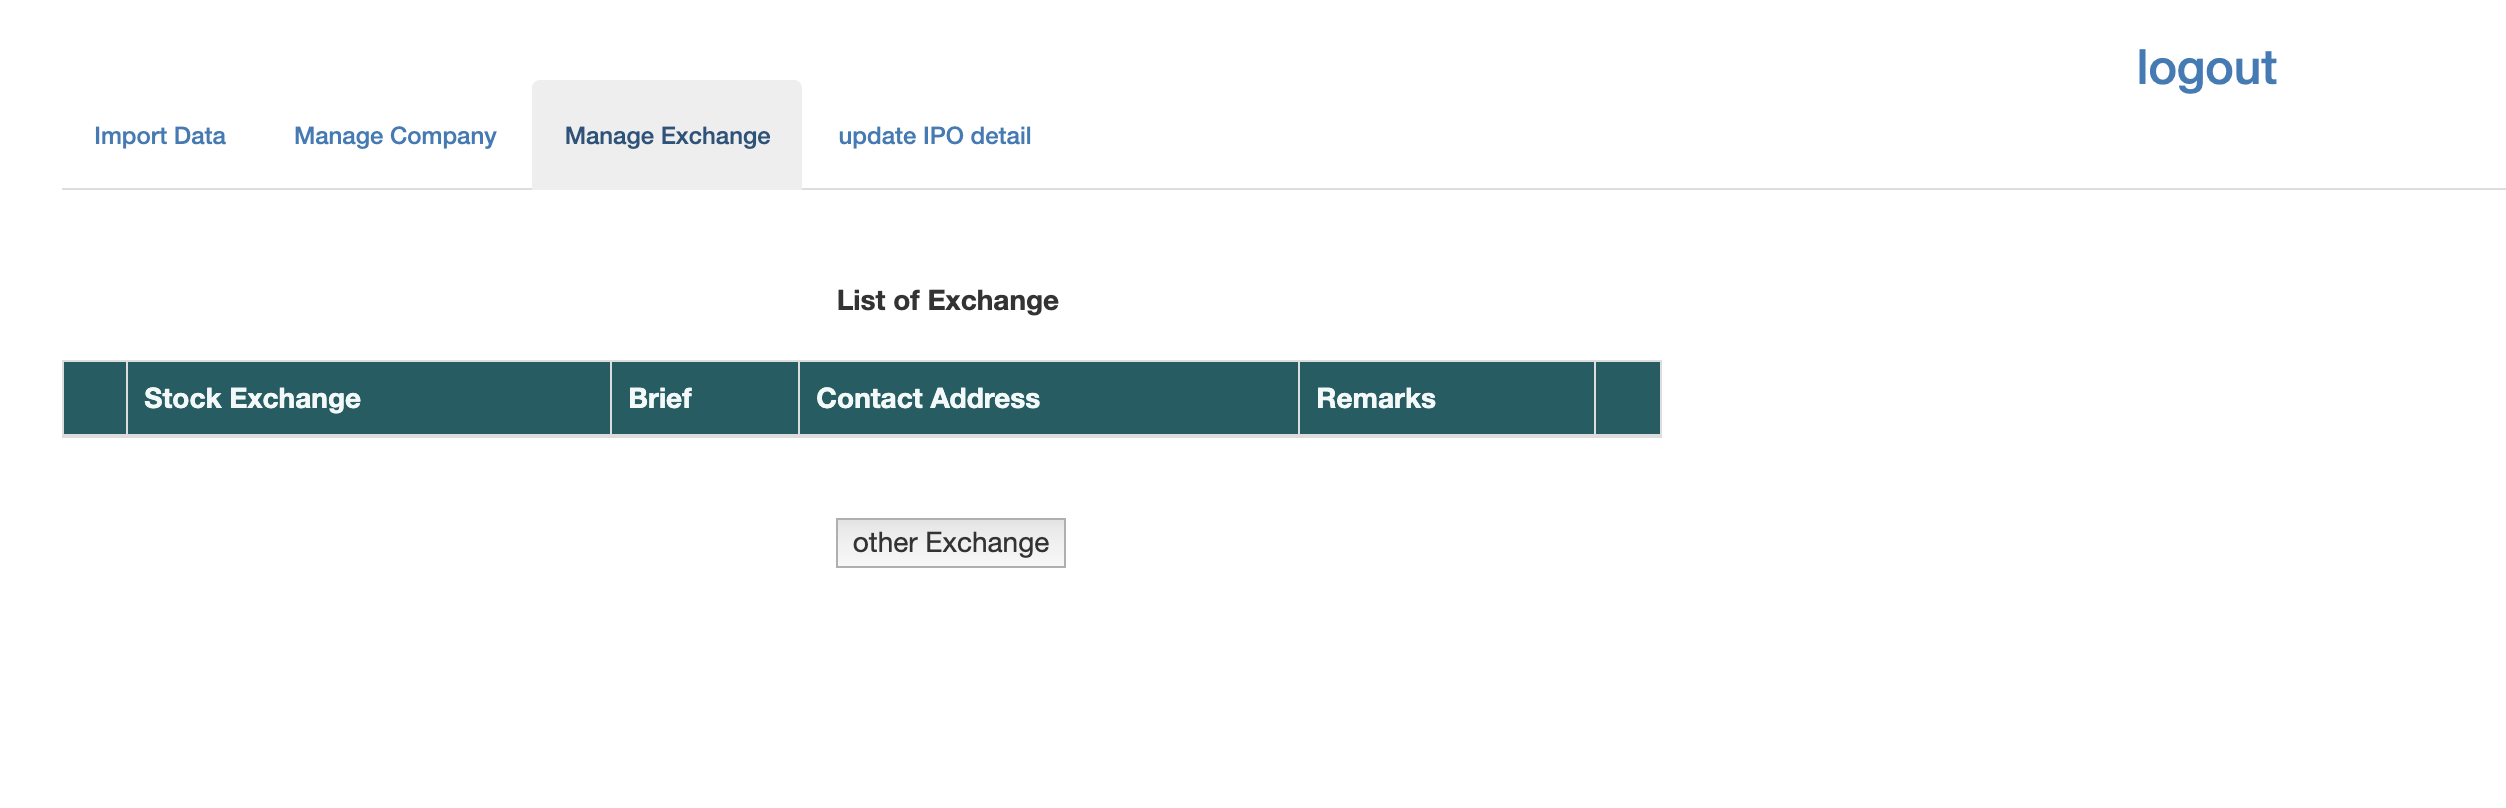 logout
Import Data Manage Company Manage Exchange update IPO detail
List of Exchange
Stock Exchange Brief Contact Address Remarks
other Exchange